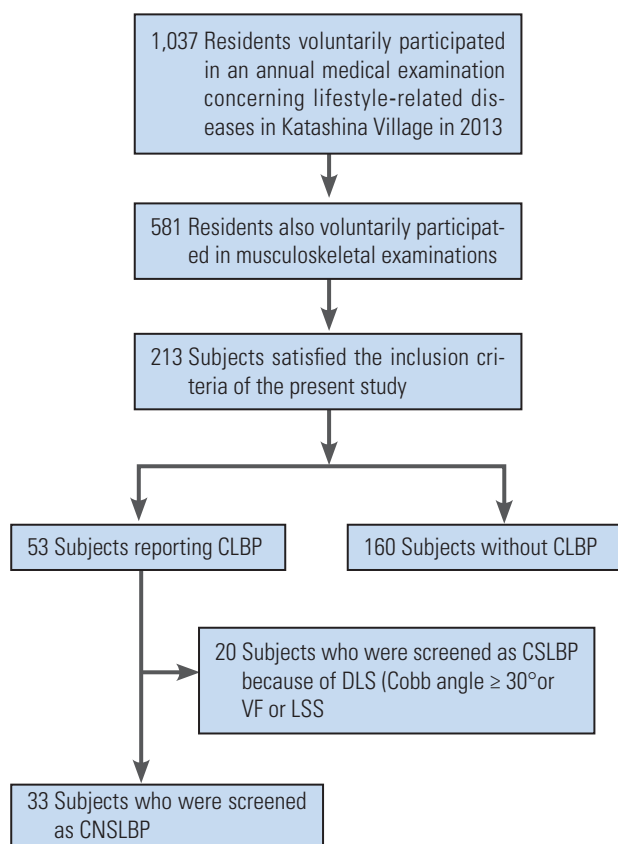 1,037 Residents voluntarily participated
in an annual medical examination
concerning lifestyle-related dis-
eases in Katashina Village in 2013
581 Residents also voluntarily participat-
ed in musculoskeletal examinations
213 Subjects satisfied the inclusion cri-
teria of the present study
53 Subjects reporting CLBP
160 Subjects without CLBP
20 Subjects who were screened as CSLBP
because of DLS (Cobb angle ≥ 30°or
VF or LSS
33 Subjects who were screened
as CNSLBP